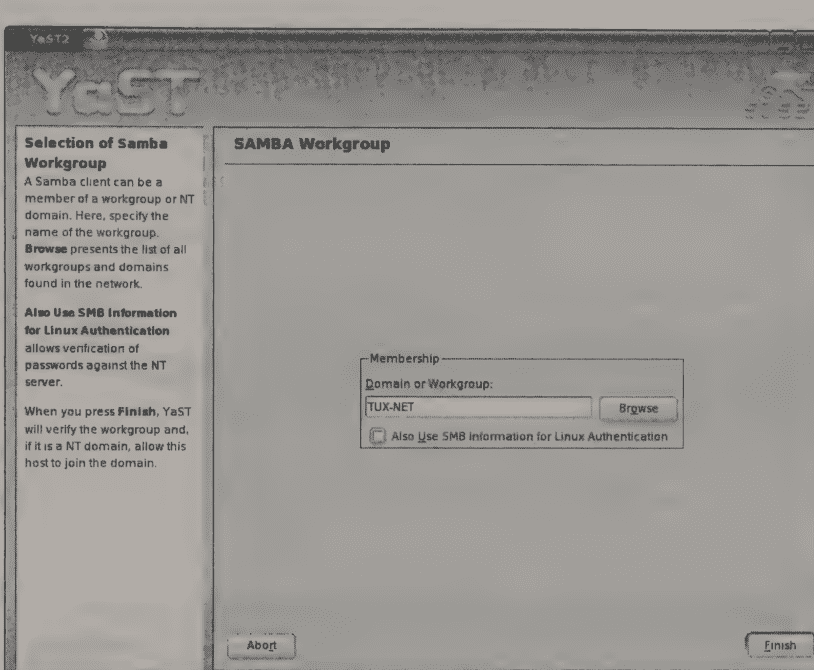 YaST2
YaST
Selection of Samba
Workgroup
A Samba client can be a
member of a workgroup or NT
domain. Here, specify the
name of the workgroup.
Browse presents the list of all
workgroups and domains
found in the network.
Also Use SMB Information
for Linux Authentication
allows verification of
passwords against the NT
server.
When you press Finish, YaST
will verify the workgroup and,
if it is a NT domain, allow this
host to join the domain.
SAMBA Workgroup
Membership
Domain or Workgroup:
TUX-NET
Browse
Also Use SMB Information for Linux Authentication
Abort
Finish